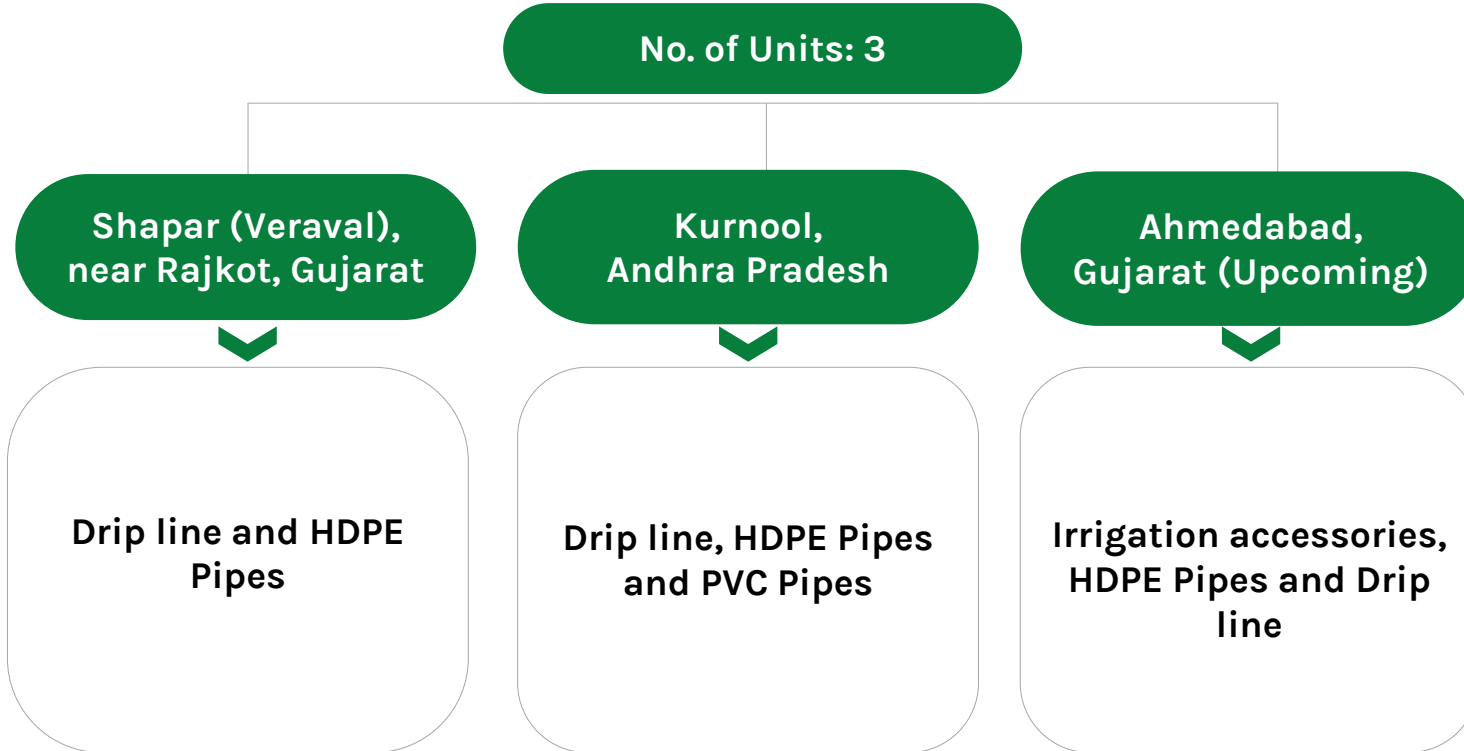 No. of Units: 3
Shapar (Veraval),
near Rajkot, Gujarat
Drip line and HDPE
Pipes
Kurnool,
Andhra Pradesh
Drip line, HDPE Pipes
and PVC Pipes
Ahmedabad,
Gujarat (Upcoming)
Irrigation accessories,
HDPE Pipes and Drip
line